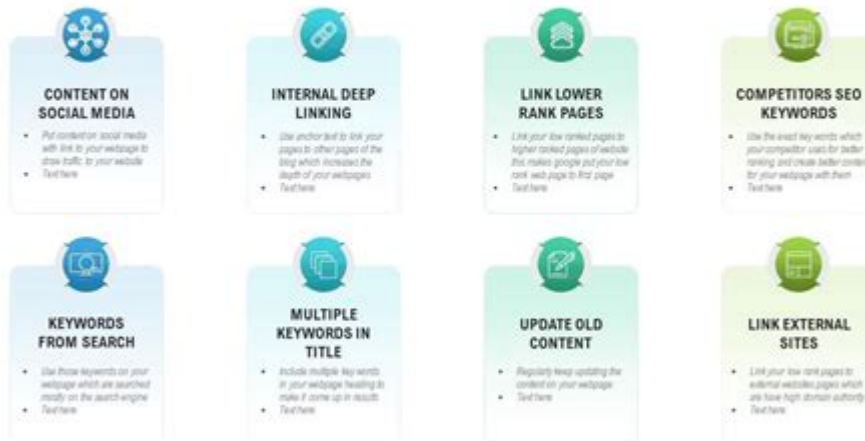 CONTENT ON
SOCIAL MEDIA
• Put content on social media
with link to your webpage to
draw traffic to your website
• Text here
INTERNAL DEEP
LINKING
• Use anchor text to link your
pages to other pages of the
blog which increased the
depth of your webpages
• Text here
LINK LOWER
RANK PAGES
• Link your low ranked pages to
higher ranked pages of website
this makes google put your low
rank web page to first page
• Text here
COMPETITORS SEO
KEYWORDS
• Use the exact key words which
your competitor uses for better
ranking and create better content
for your webpage with them
• Text here
KEYWORDS
FROM SEARCH
• Use those keywords on your
webpage which are searched
mostly on the search engine
• Text here
MULTIPLE
KEYWORDS IN
TITLE
• Include multiple key words
in your webpage heading to
make it come up in results
• Text here
UPDATE OLD
CONTENT
• Regularly keep updating the
content on your webpage
• Text here
LINK EXTERNAL
SITES
• Link your low rank pages to
external websites pages which
are have high domain authority
• Text here